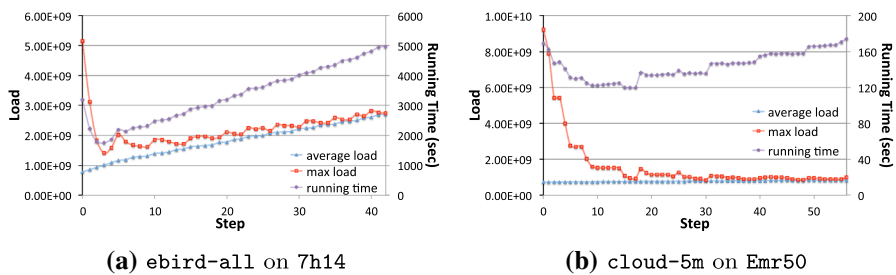 6.00E+09
5.00E+09
4.00E+09
3.00E+09
2.00E+09
1.00E+09
0.00E+00
Load
6000
5000
4000
3000
2000
1000
0
Running Time (sec)
average load
max load
running time
0 10 20 30 40
Step
(a) ebird-all on 7h14
1.00E+10
8.00E+09
6.00E+09
4.00E+09
2.00E+09
0.00E+00
Load
200
160
120
80
40
0
Running Time (sec)
average load
max load
running time
0 10 20 30 40 50
Step
(b) cloud-5m on Emr50